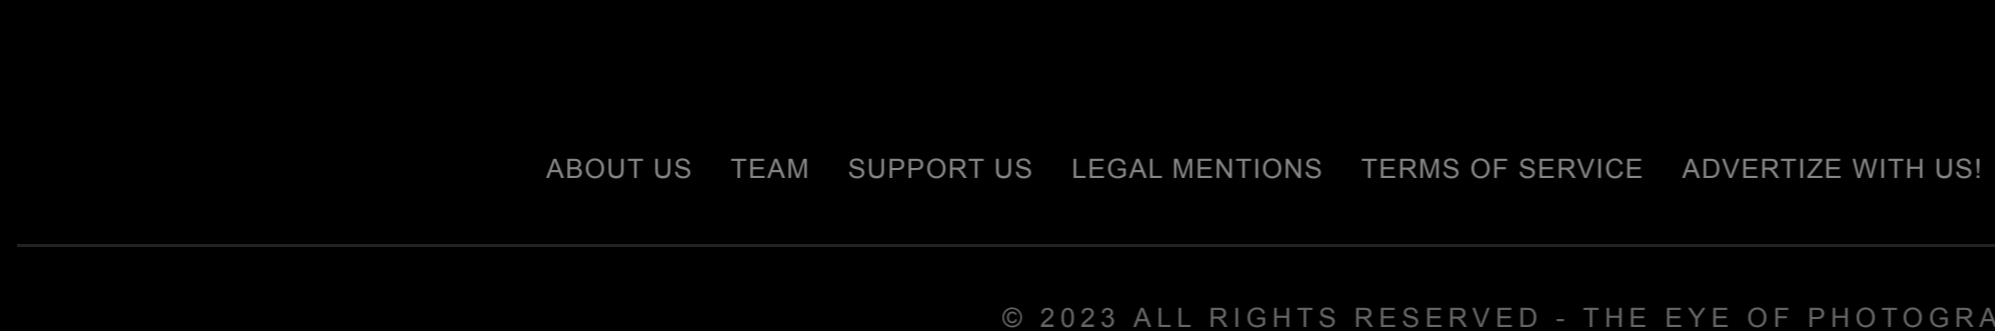 ABOUT US TEAM SUPPORT US LEGAL MENTIONS TERMS OF SERVICE ADVERTIZE WITH US!
© 2023 ALL RIGHTS RESERVED - THE EYE OF